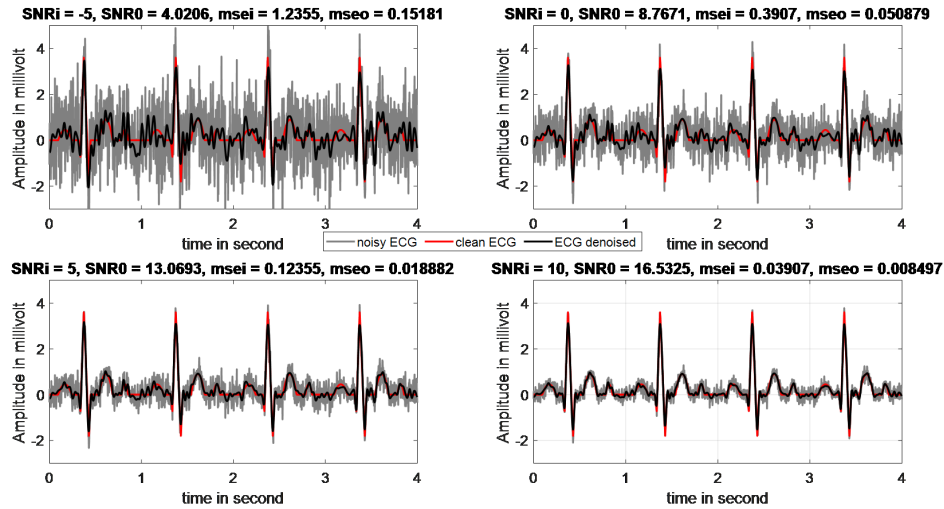 SNRi = -5, SNR0 = 4.0206, msei = 1.2355, mseo = 0.15181
Amplitude in millivolt
4
2
0
-2
0 1 2 3 4
time in second
SNRi = 0, SNR0 = 8.7671, msei = 0.3907, mseo = 0.050879
Amplitude in millivolt
4
2
0
-2
0 1 2 3 4
time in second
noisy ECG clean ECG ECG denoised
SNRi = 5, SNR0 = 13.0693, msei = 0.12355, mseo = 0.018882
Amplitude in millivolt
4
2
0
-2
0 1 2 3 4
time in second
SNRi = 10, SNR0 = 16.5325, msei = 0.03907, mseo = 0.008497
Amplitude in millivolt
4
2
0
-2
0 1 2 3 4
time in second